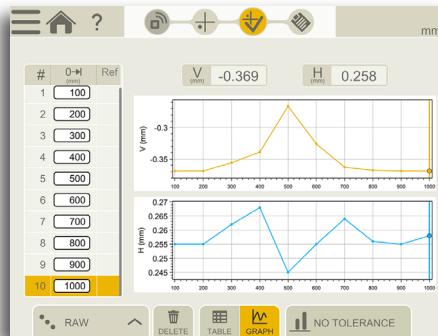 ?
mm
# 0 (mm) Ref
V (mm) -0.369
H (mm) 0.258
1 100
2 200
3 300
4 400
5 500
6 600
7 700
8 800
9 900
10 1000
V (mm)
-0.3
-0.35
100 200 300 400 500 600 700 800 900 1000
H (mm)
0.27
0.265
0.26
0.255
0.25
0.245
100 200 300 400 500 600 700 800 900 1000
RAW
DELETE
TABLE
GRAPH
NO TOLERANCE